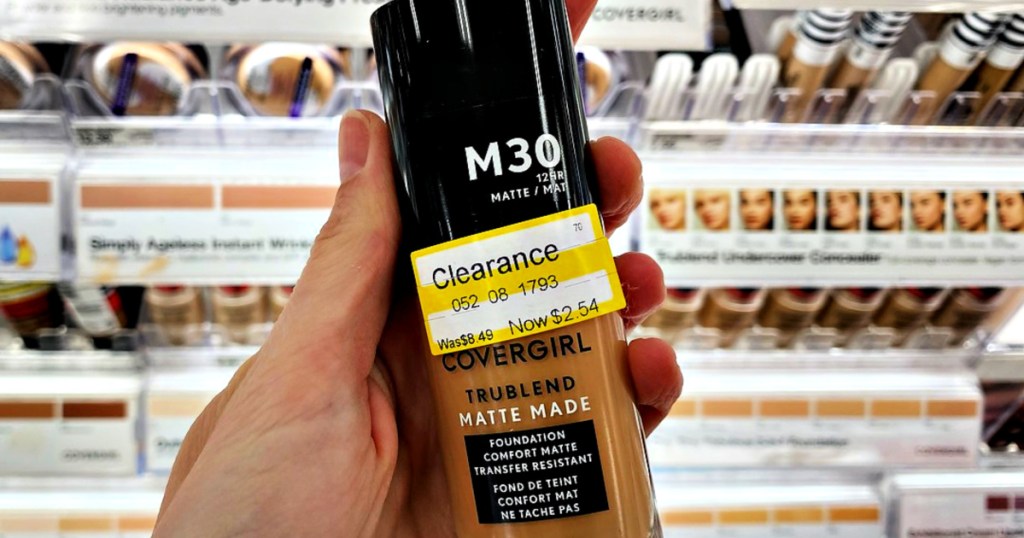 COVERGIRL
M30
12HR
MATTE / MAT
70
Clearance
052 08 1793
Was$8.49 Now$2.54
COVERGIRL
TRUBLEND
MATTE MADE
FOUNDATION
COMFORT MATTE
TRANSFER RESISTANT
FOND DE TEINT
CONFORT MAT
NE TACHE PAS
Simply Ageless Instant
Trublend Undercover Concealer
COVERGIRL